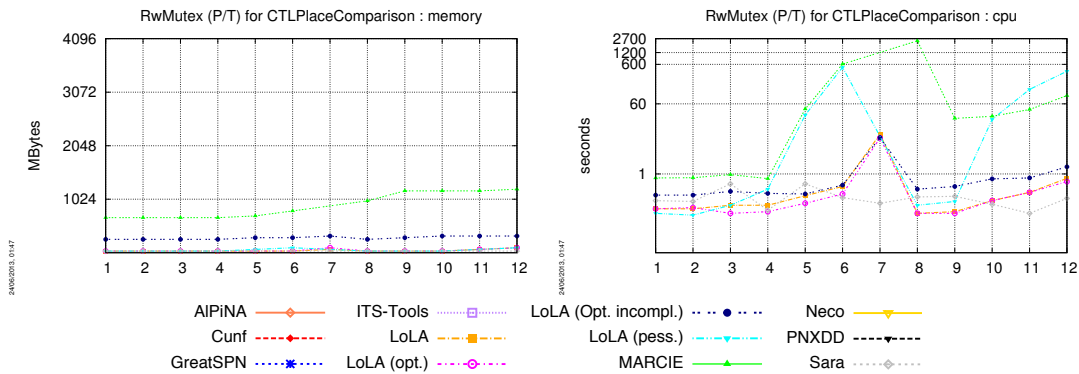 RwMutex (P/T) for CTLPlaceComparison : memory
4096
3072
2048
1024
MBytes
1 2 3 4 5 6 7 8 9 10 11 12
24/06/2013, 01:47
RwMutex (P/T) for CTLPlaceComparison : cpu
2700
1200
600
60
1
seconds
1 2 3 4 5 6 7 8 9 10 11 12
24/06/2013, 01:47
AlPiNA ITS-Tools LoLA (Opt. incompl.) Neco
Cunf LoLA LoLA (pess.) PNXDD
GreatSPN LoLA (opt.) MARCIE Sara